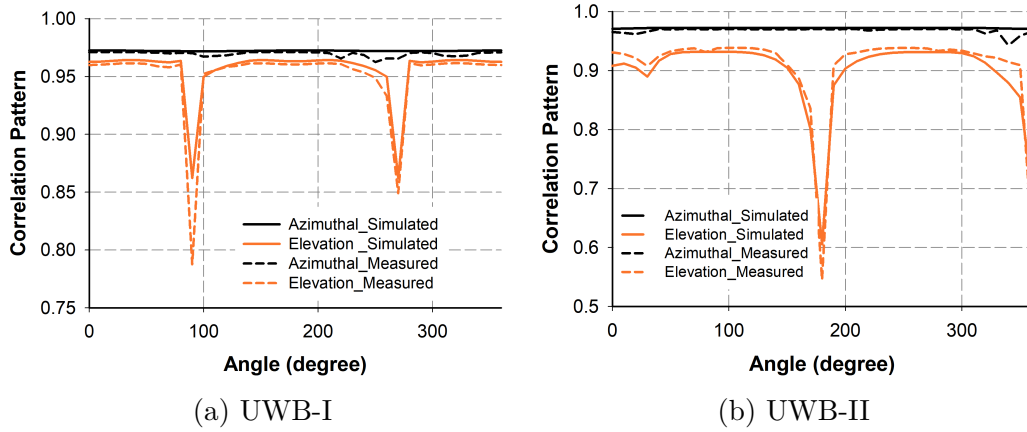 Correlation Pattern
1.00
0.95
0.90
0.85
0.80
0.75
Azimuthal_Simulated
Elevation _Simulated
Azimuthal_Measured
Elevation_Measured
0
100
200
300
Angle (degree)
(a) UWB-I
Correlation Pattern
1.0
0.9
0.8
0.7
0.6
0.5
Azimuthal_Simulated
Elevation_Simulated
Azimuthal_Measured
Elevation_Measured
0
100
200
300
Angle (degree)
(b) UWB-II